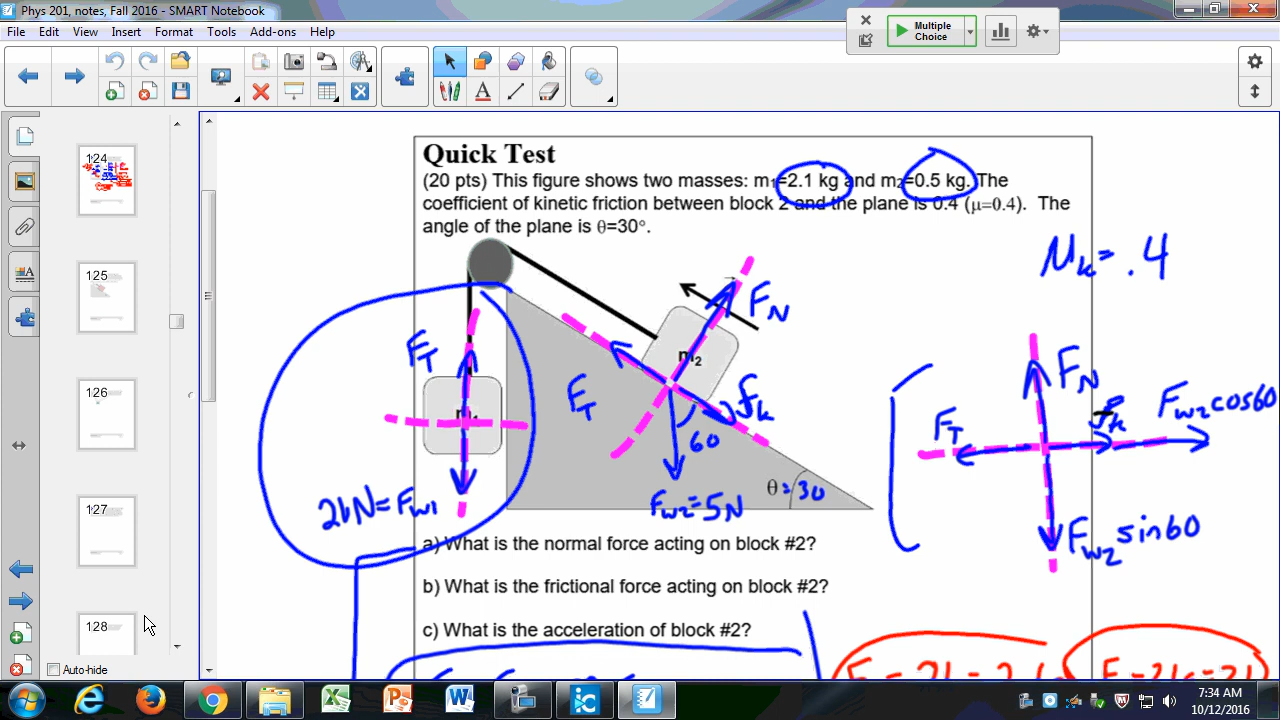 Phys 201, notes, Fall 2016 - SMART Notebook
File Edit View Insert Format Tools Add-ons Help
Multiple
Choice
124
125
126
127
128
Auto-hide
Quick Test
(20 pts) This figure shows two masses: m1=2.1 kg and m2=0.5 kg. The
coefficient of kinetic friction between block 2 and the plane is 0.4 (μ=0.4). The
angle of the plane is θ=30°.
Mk = .4
FN
m2
FT
m1
FT
fk
60
θ=30
21N=FW1
FW2=5N
FN
FT
fk
FW2cos60
FW2sin60
a) What is the normal force acting on block #2?
b) What is the frictional force acting on block #2?
c) What is the acceleration of block #2?
7:34 AM
10/12/2016